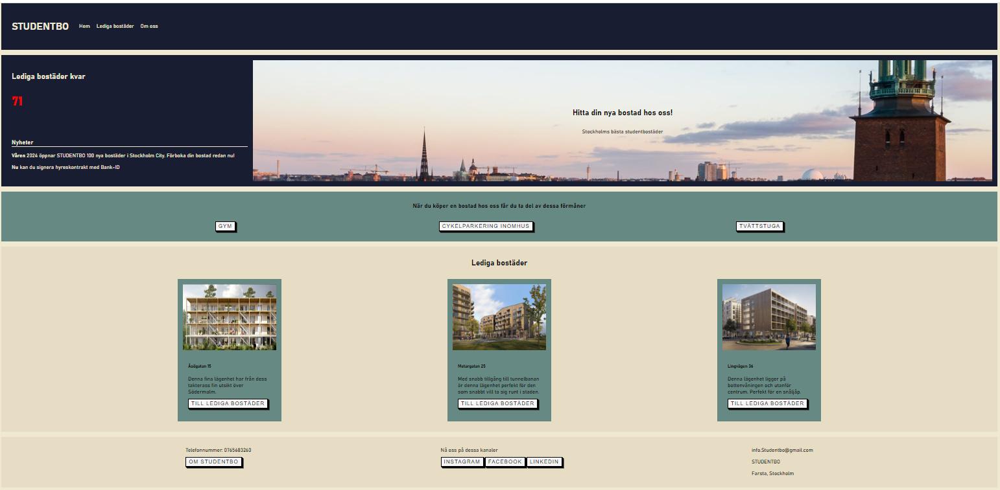 STUDENTBO
Hem Lediga bostäder Om oss
Lediga bostäder kvar
71
Nyheter
Våren 2024 öppnar STUDENTBO 100 nya bostäder i Stockholm City. Förboka din bostad redan nu!
Nu kan du signera hyreskontrakt med Bank-ID
Hitta din nya bostad hos oss!
Stockholms bästa studentbostäder
När du köper en bostad hos oss får du ta del av dessa förmåner
GYM
CYKELPARKERING INOMHUS
TVÄTTSTUGA
Lediga bostäder
Åsögatan 15
Denna fina lägenhet har från dess
takterass fin utsikt över
Södermalm.
TILL LEDIGA BOSTÄDER
Metargatan 25
Med snabb tillgång till tunnelbanan
är denna lägenhet perfekt för den
som snabbt vill ta sig runt i staden.
TILL LEDIGA BOSTÄDER
Lingvägen 36
Denna lägenhet ligger på
bottenvåningen och utanför
centrum. Perfekt för en snåljåp.
TILL LEDIGA BOSTÄDER
Telefonnummer: 0765683260
OM STUDENTBO
Nå oss på dessa kanaler
INSTAGRAM FACEBOOK LINKEDIN
info.Studentbo@gmail.com
STUDENTBO
Farsta, Stockholm